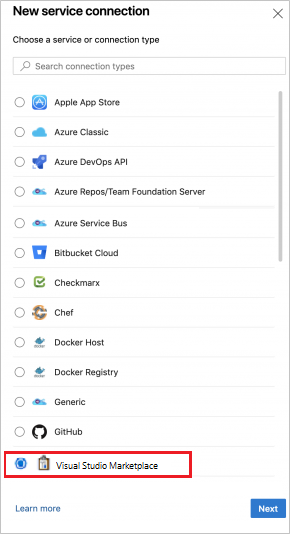 New service connection
Choose a service or connection type
Search connection types
Apple App Store
Azure Classic
Azure DevOps API
Azure Repos/Team Foundation Server
Azure Service Bus
Bitbucket Cloud
Checkmarx
Chef
Docker Host
Docker Registry
Generic
GitHub
Visual Studio Marketplace
Learn more
Next